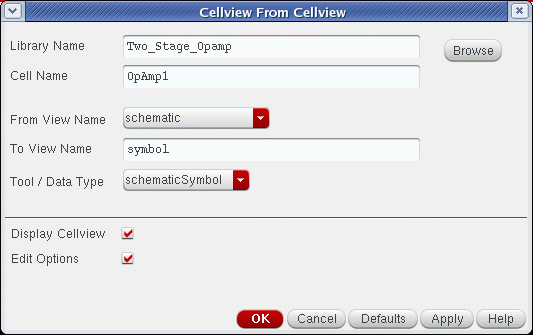 Cellview From Cellview
Library Name Two_Stage_Opamp Browse
Cell Name OpAmp1
From View Name schematic
To View Name symbol
Tool / Data Type schematicSymbol
Display Cellview
Edit Options
OK Cancel Defaults Apply Help